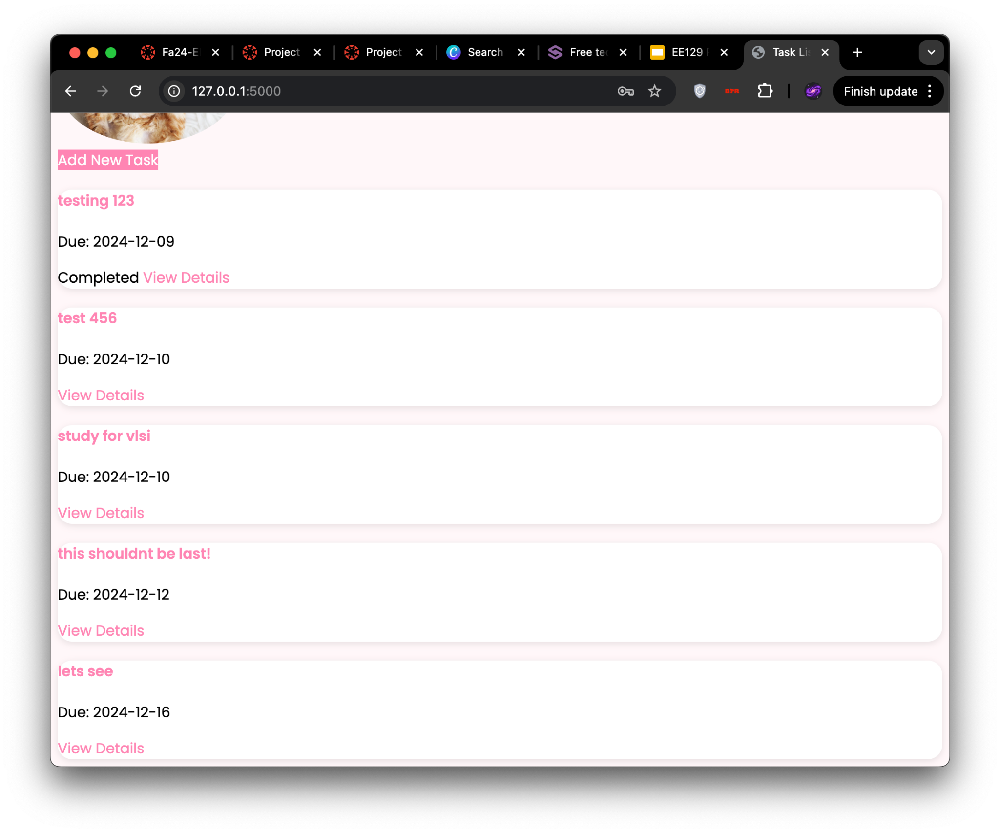 Fa24-E
Project
Project
Search
Free te
EE129
Task Li
127.0.0.1:5000
Finish update
Add New Task
testing 123
Due: 2024-12-09
Completed View Details
test 456
Due: 2024-12-10
View Details
study for vlsi
Due: 2024-12-10
View Details
this shouldnt be last!
Due: 2024-12-12
View Details
lets see
Due: 2024-12-16
View Details